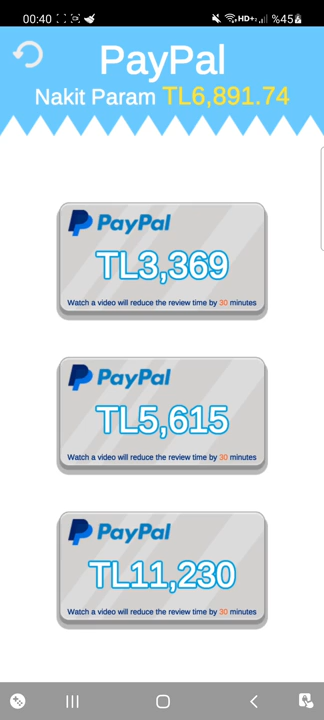 00:40 HD+ %45
PayPal
Nakit Param TL6,891.74
PayPal
TL3,369
Watch a video will reduce the review time by 30 minutes
PayPal
TL5,615
Watch a video will reduce the review time by 30 minutes
PayPal
TL11,230
Watch a video will reduce the review time by 30 minutes